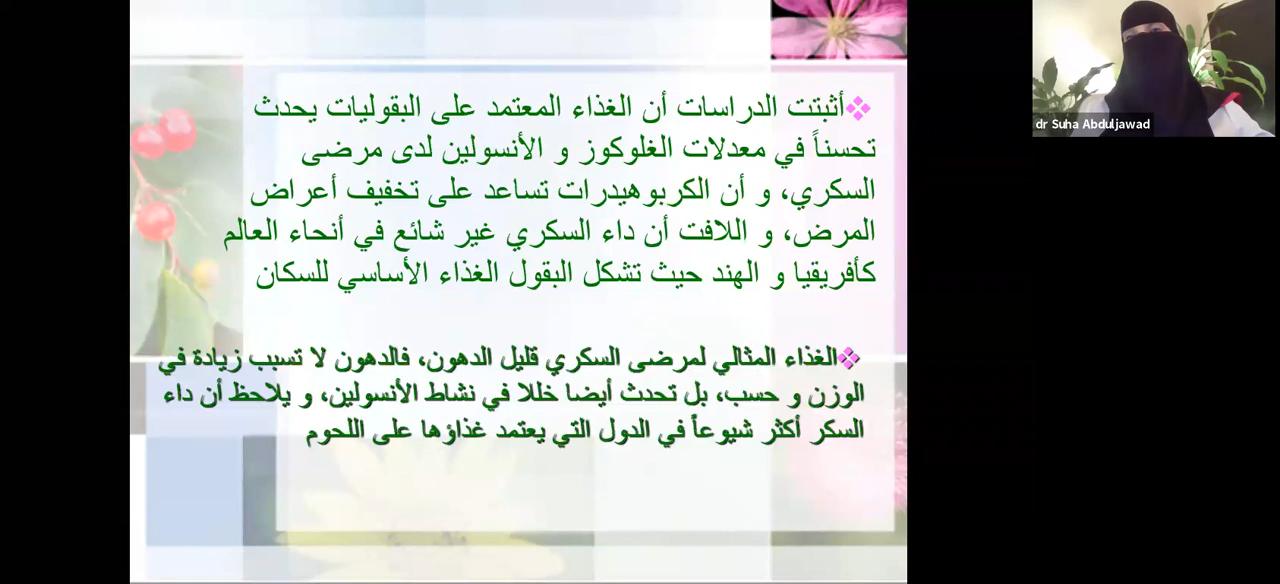 أثبتت الدراسات أن الغذاء المعتمد على البقوليات يحدث
تحسناً في معدلات الغلوكوز و الأنسولين لدى مرضى
السكري، و أن الكربوهيدرات تساعد على تخفيف أعراض
المرض، و اللافت أن داء السكري غير شائع في أنحاء العالم
كأفريقيا و الهند حيث تشكل البقول الغذاء الأساسي للسكان
الغذاء المثالي لمرضى السكري قليل الدهون، فالدهون لا تسبب زيادة في
الوزن و حسب، بل تحدث أيضا خللا في نشاط الأنسولين، و يلاحظ أن داء
السكر أكثر شيوعاً في الدول التي يعتمد غذاؤها على اللحوم
dr Suha Abduljawad